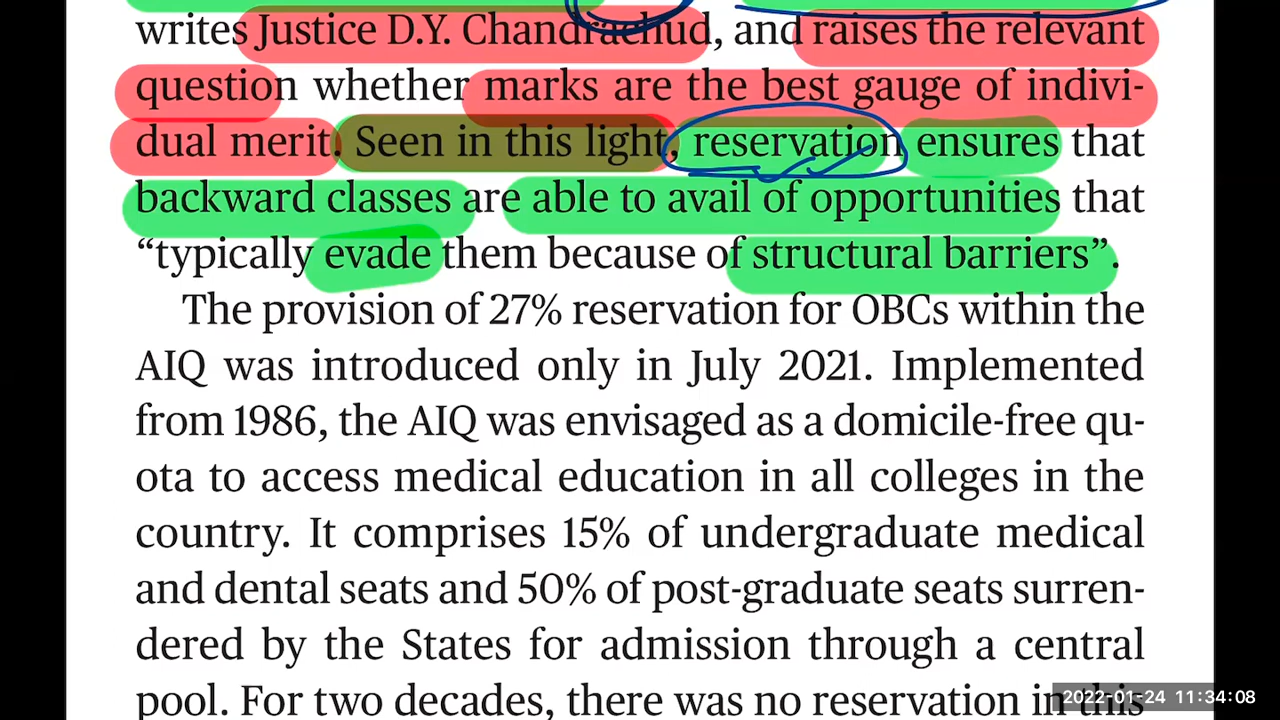 writes Justice D.Y. Chandrachud, and raises the relevant
question whether marks are the best gauge of indivi-
dual merit. Seen in this light, reservation ensures that
backward classes are able to avail of opportunities that
“typically evade them because of structural barriers”.
The provision of 27% reservation for OBCs within the
AIQ was introduced only in July 2021. Implemented
from 1986, the AIQ was envisaged as a domicile-free qu-
ota to access medical education in all colleges in the
country. It comprises 15% of undergraduate medical
and dental seats and 50% of post-graduate seats surren-
dered by the States for admission through a central
pool. For two decades, there was no reservation in this
2022-01-24 11:34:08